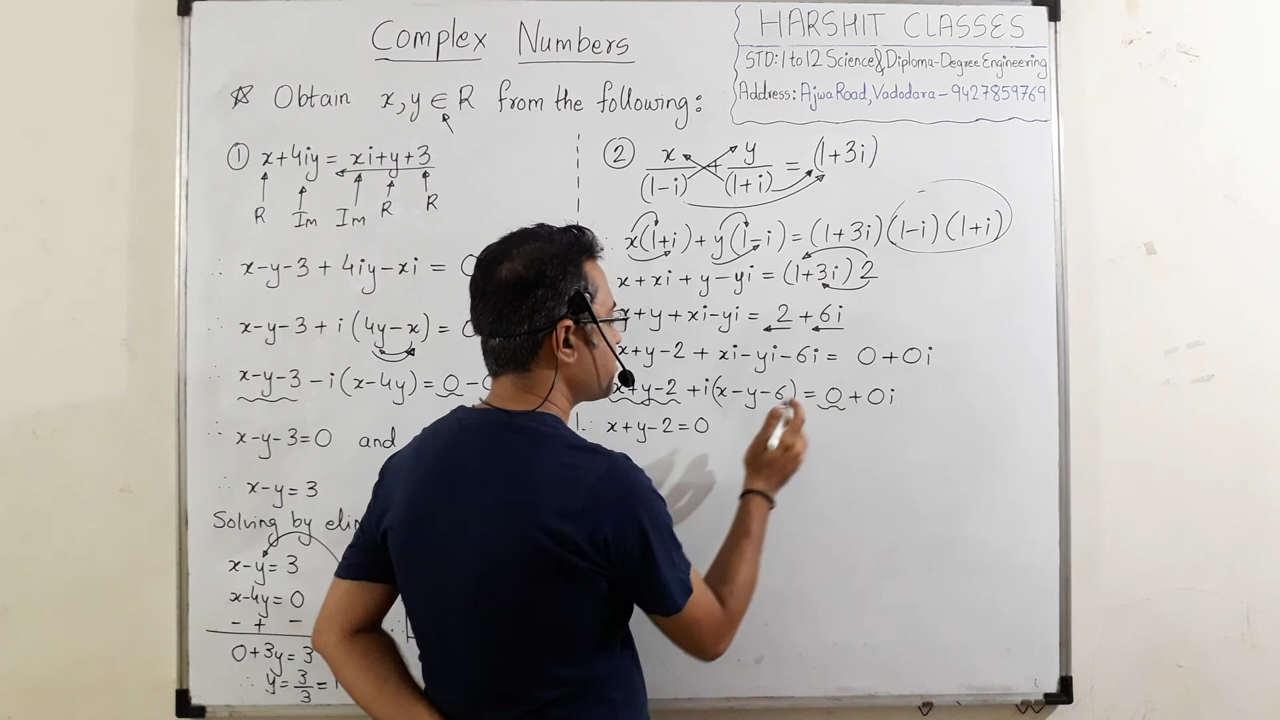 Complex Numbers
HARSHIT CLASSES
STD: 1 to 12 Science & Diploma-Degree Engineering
Address: Ajwa Road, Vadodara - 9427859769
☆ Obtain x, y ∈ R from the following:
① x+4iy = xi+y+3
R Im Im R R
∴ x-y-3 + 4iy-xi = 0
∴ x-y-3 + i(4y-x) = 0
∴ x-y-3 - i(x-4y) = 0-0
∴ x-y-3=0 and
∴ x-y=3
Solving by
x-y=3
x-4y=0
- + -
0+3y=3
∴ y=3/3=1
② x/(1-i) + y/(1+i) = (1+3i)
∴ x(1+i) + y(1-i) = (1+3i)(1-i)(1+i)
x+xi+y-yi = (1+3i)2
x+y+xi-yi = 2+6i
x+y-2 + xi-yi-6i = 0+0i
x+y-2 + i(x-y-6) = 0+0i
∴ x+y-2=0